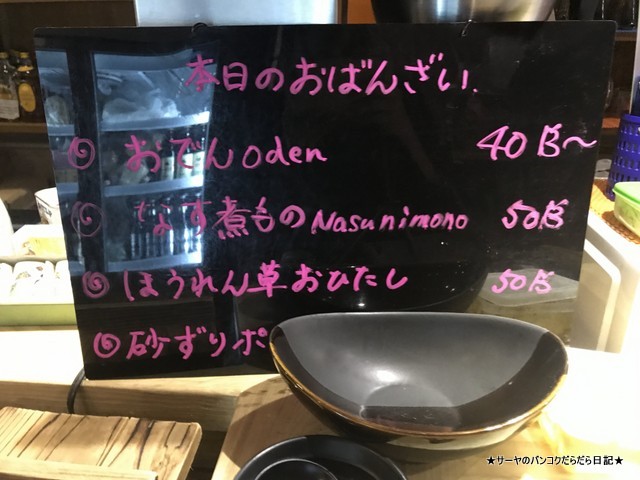 本日のおばんざい.
おでん oden 40B～
なす煮もの Nasunimono 50B
ほうれん草おひたし 50B
砂ずりポ
★サーヤのバンコクだらだら日記★